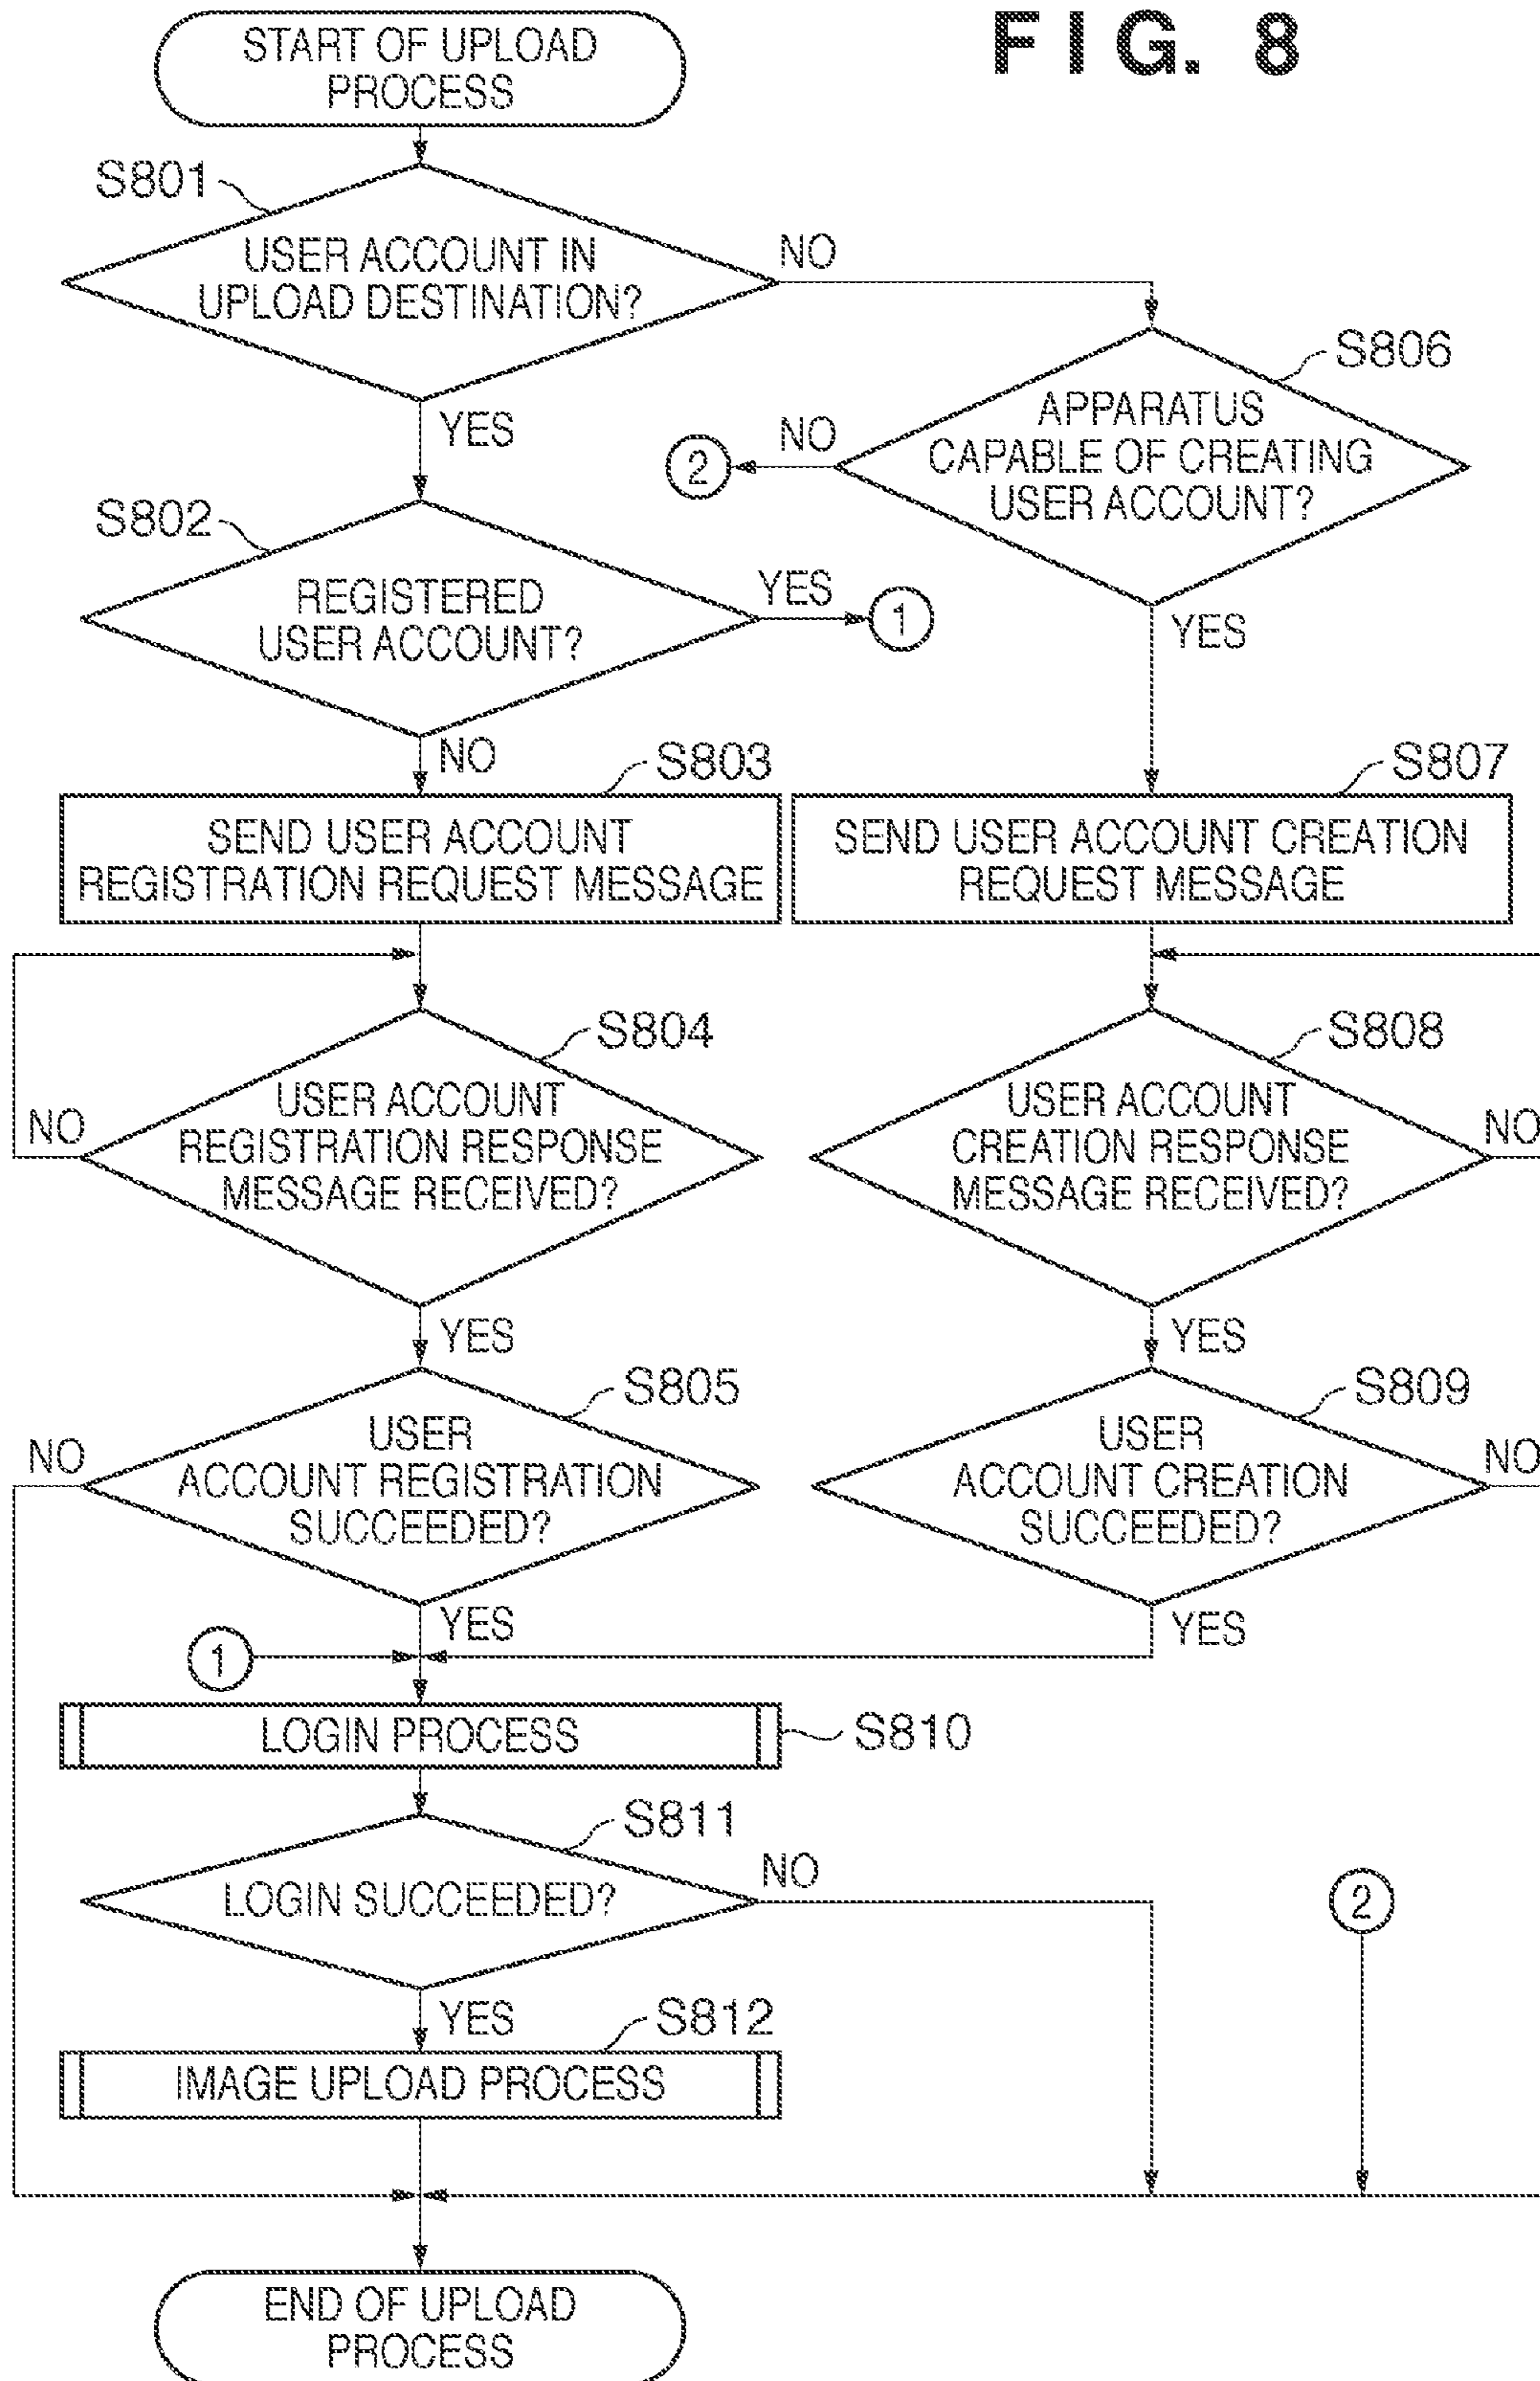 FIG. 8
START OF UPLOAD
PROCESS
S801
USER ACCOUNT IN
UPLOAD DESTINATION?
NO
YES
S806
APPARATUS
CAPABLE OF CREATING
USER ACCOUNT?
NO
2
YES
S802
REGISTERED
USER ACCOUNT?
YES
1
NO
S803
SEND USER ACCOUNT
REGISTRATION REQUEST MESSAGE
S807
SEND USER ACCOUNT CREATION
REQUEST MESSAGE
S804
USER ACCOUNT
REGISTRATION RESPONSE
MESSAGE RECEIVED?
NO
YES
S808
USER ACCOUNT
CREATION RESPONSE
MESSAGE RECEIVED?
NO
YES
S805
USER
ACCOUNT REGISTRATION
SUCCEEDED?
NO
YES
S809
USER
ACCOUNT CREATION
SUCCEEDED?
NO
YES
1
LOGIN PROCESS
S810
S811
LOGIN SUCCEEDED?
NO
2
YES
S812
IMAGE UPLOAD PROCESS
END OF UPLOAD
PROCESS